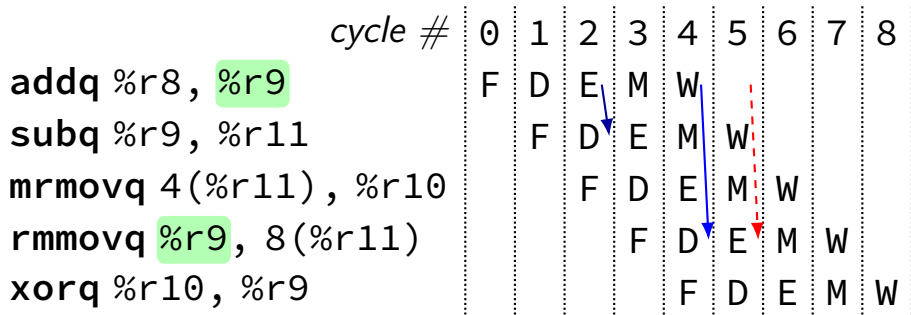 cycle # 0 1 2 3 4 5 6 7 8
addq %r8, %r9 F D E M W
subq %r9, %r11 F D E M W
mrmovq 4(%r11), %r10 F D E M W
rmmovq %r9, 8(%r11) F D E M W
xorq %r10, %r9 F D E M W